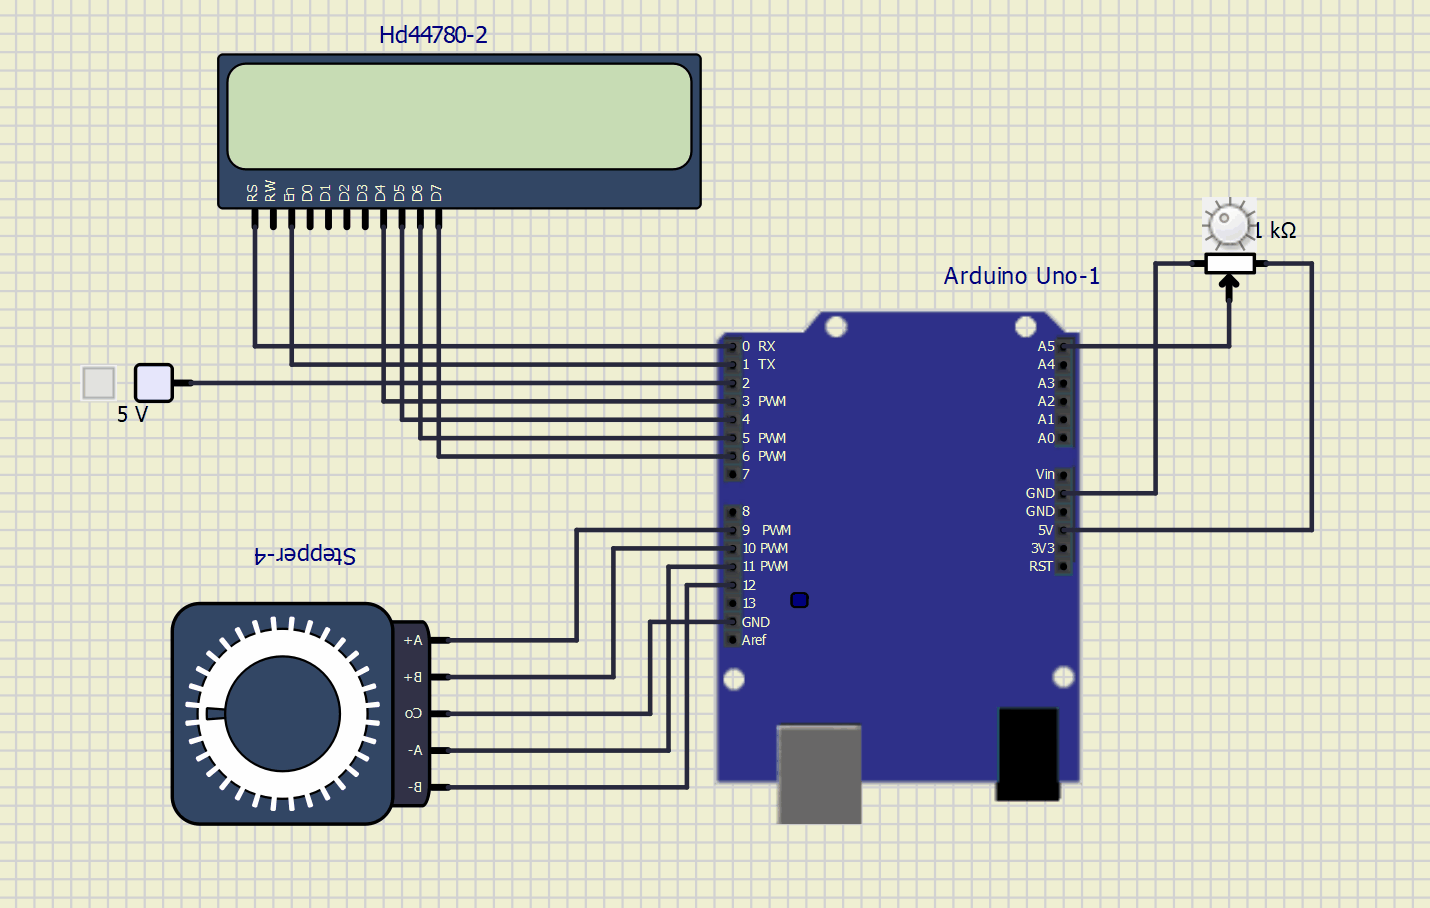 Hd44780-2
RS RW En D0 D1 D2 D3 D4 D5 D6 D7
1 kΩ
Arduino Uno-1
0 RX
1 TX
2
3 PWM
4
5 PWM
6 PWM
7
8
9 PWM
10 PWM
11 PWM
12
13
GND
Aref
A5
A4
A3
A2
A1
A0
Vin
GND
GND
5V
3V3
RST
5 V
Stepper-4
A+
B+
Co
A-
B-